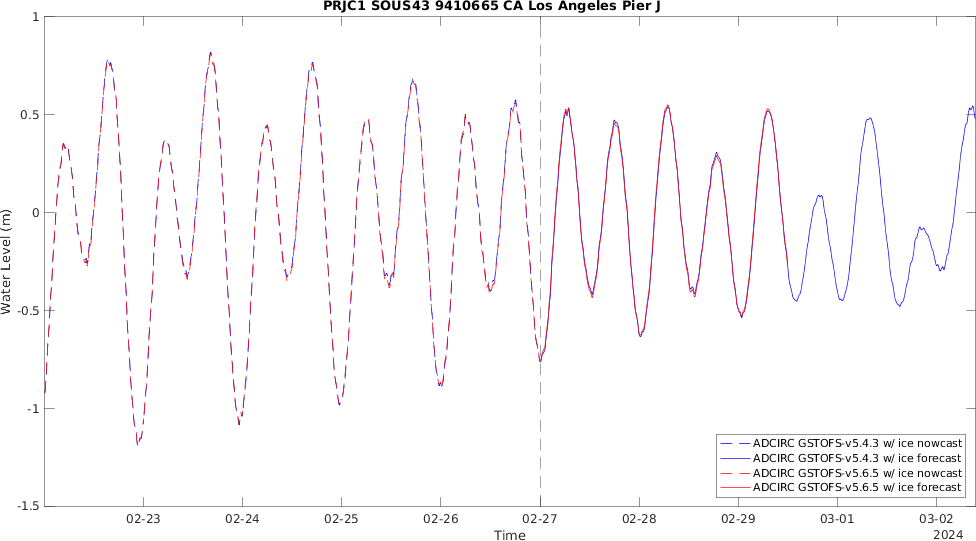 PRJC1 SOUS43 9410665 CA Los Angeles Pier J
1
0.5
0
-0.5
-1
-1.5
Water Level (m)
02-23
02-24
02-25
02-26
02-27
02-28
02-29
03-01
03-02
Time
2024
ADCIRC GSTOFS-v5.4.3 w/ ice nowcast
ADCIRC GSTOFS-v5.4.3 w/ ice forecast
ADCIRC GSTOFS-v5.6.5 w/ ice nowcast
ADCIRC GSTOFS-v5.6.5 w/ ice forecast